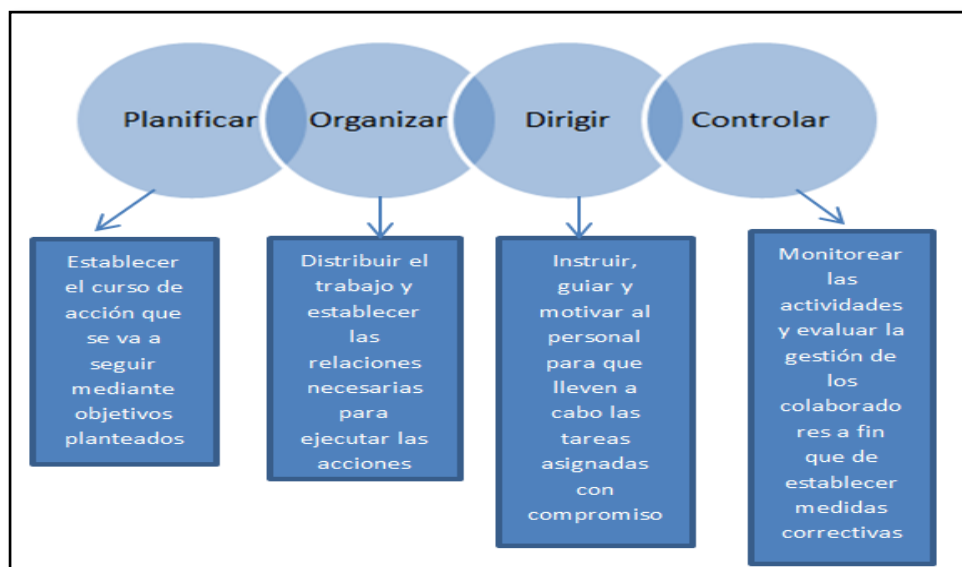 Planificar
Organizar
Dirigir
Controlar
Establecer
el curso de
acción que
se va a
seguir
mediante
objetivos
planteados
Distribuir el
trabajo y
establecer
las
relaciones
necesarias
para
ejecutar las
acciones
Instruir,
guiar y
motivar al
personal
para que
lleven a
cabo las
tareas
asignadas
con
compromiso
Monitorear
las
actividades
y evaluar la
gestión de
los
colaborado
res a fin
que de
establecer
medidas
correctivas